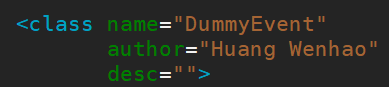 <class name="DummyEvent"
author="Huang Wenhao"
desc="">